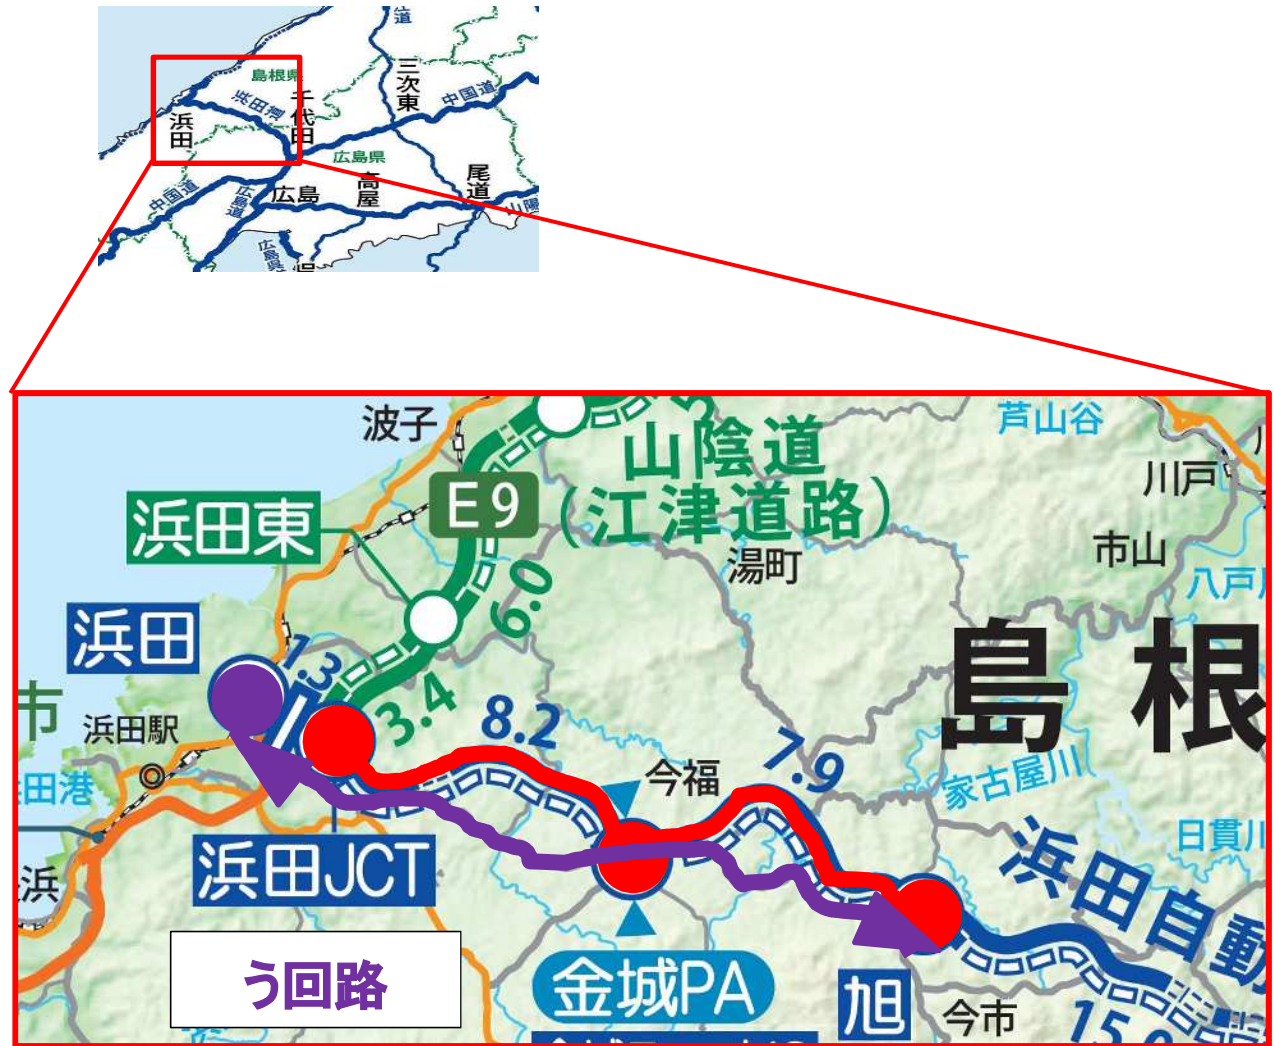 道
三次東
中国道
島根県
浜田道
千代田
浜田
広島県
尾道
高屋
中国道
広島道
広島
山陽
広島呉
波子
山陰道
(江津道路)
E9
芦山谷
川戸
市山
八戸
浜田東
湯町
6.0
浜田
1.3
3.4
8.2
島根
市
浜田駅
7.9
今福
家古屋川
田港
日貫川
浜田JCT
浜田自動
浜
う回路
金城PA
旭
今市
15.0